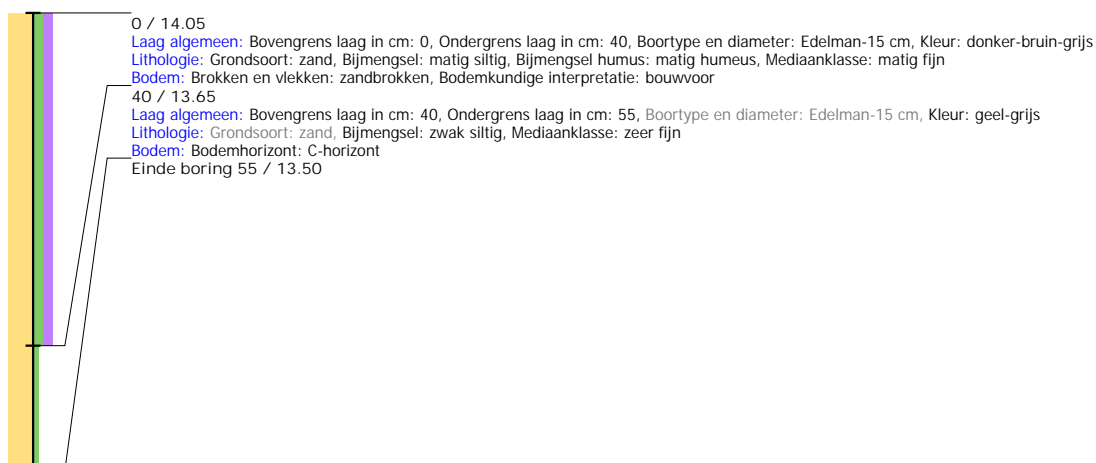 0 / 14.05
Laag algemeen: Bovengrens laag in cm: 0, Ondergrens laag in cm: 40, Boortype en diameter: Edelman-15 cm, Kleur: donker-bruin-grijs
Lithologie: Grondsoort: zand, Bijmengsel: matig siltig, Bijmengsel humus: matig humeus, Mediaanklasse: matig fijn
Bodem: Brokken en vlekken: zandbrokken, Bodemkundige interpretatie: bouwvoor
40 / 13.65
Laag algemeen: Bovengrens laag in cm: 40, Ondergrens laag in cm: 55, Boortype en diameter: Edelman-15 cm, Kleur: geel-grijs
Lithologie: Grondsoort: zand, Bijmengsel: zwak siltig, Mediaanklasse: zeer fijn
Bodem: Bodemhorizont: C-horizont
Einde boring 55 / 13.50